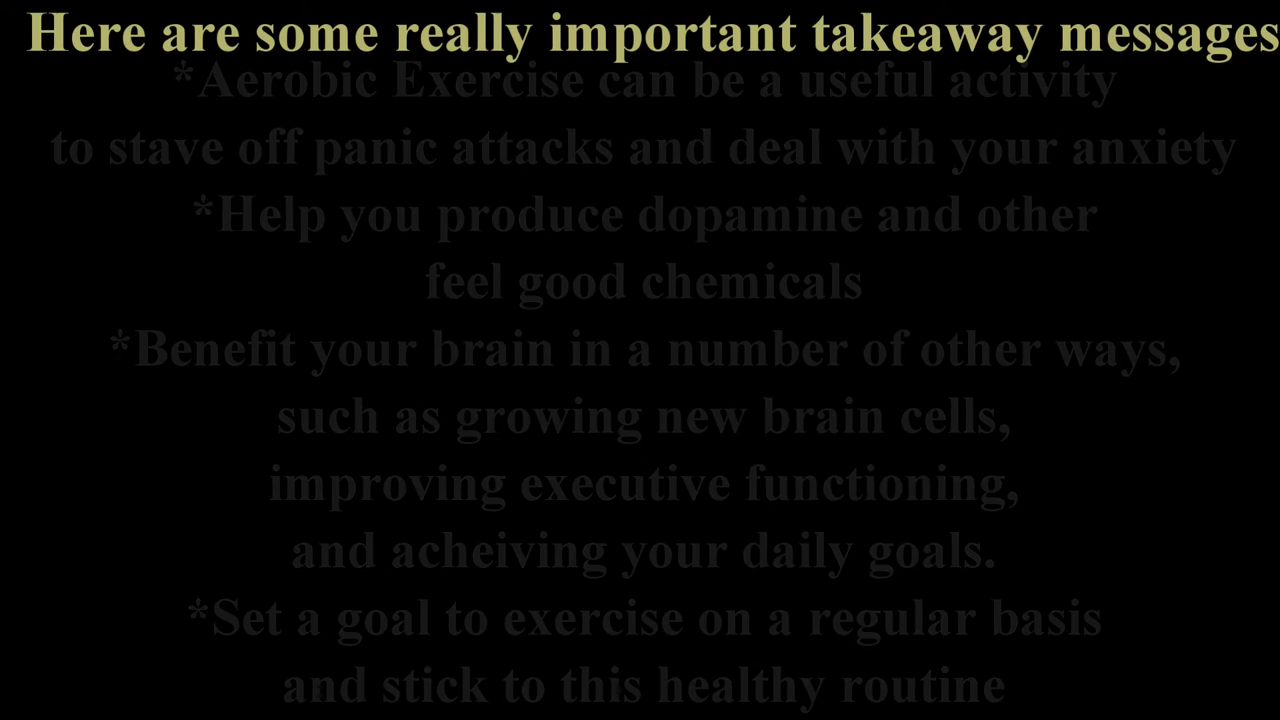 Here are some really important takeaway messages
*Aerobic Exercise can be a useful activity
to stave off panic attacks and deal with your anxiety
*Help you produce dopamine and other
feel good chemicals
*Benefit your brain in a number of other ways,
such as growing new brain cells,
improving executive functioning,
and acheiving your daily goals.
*Set a goal to exercise on a regular basis
and stick to this healthy routine